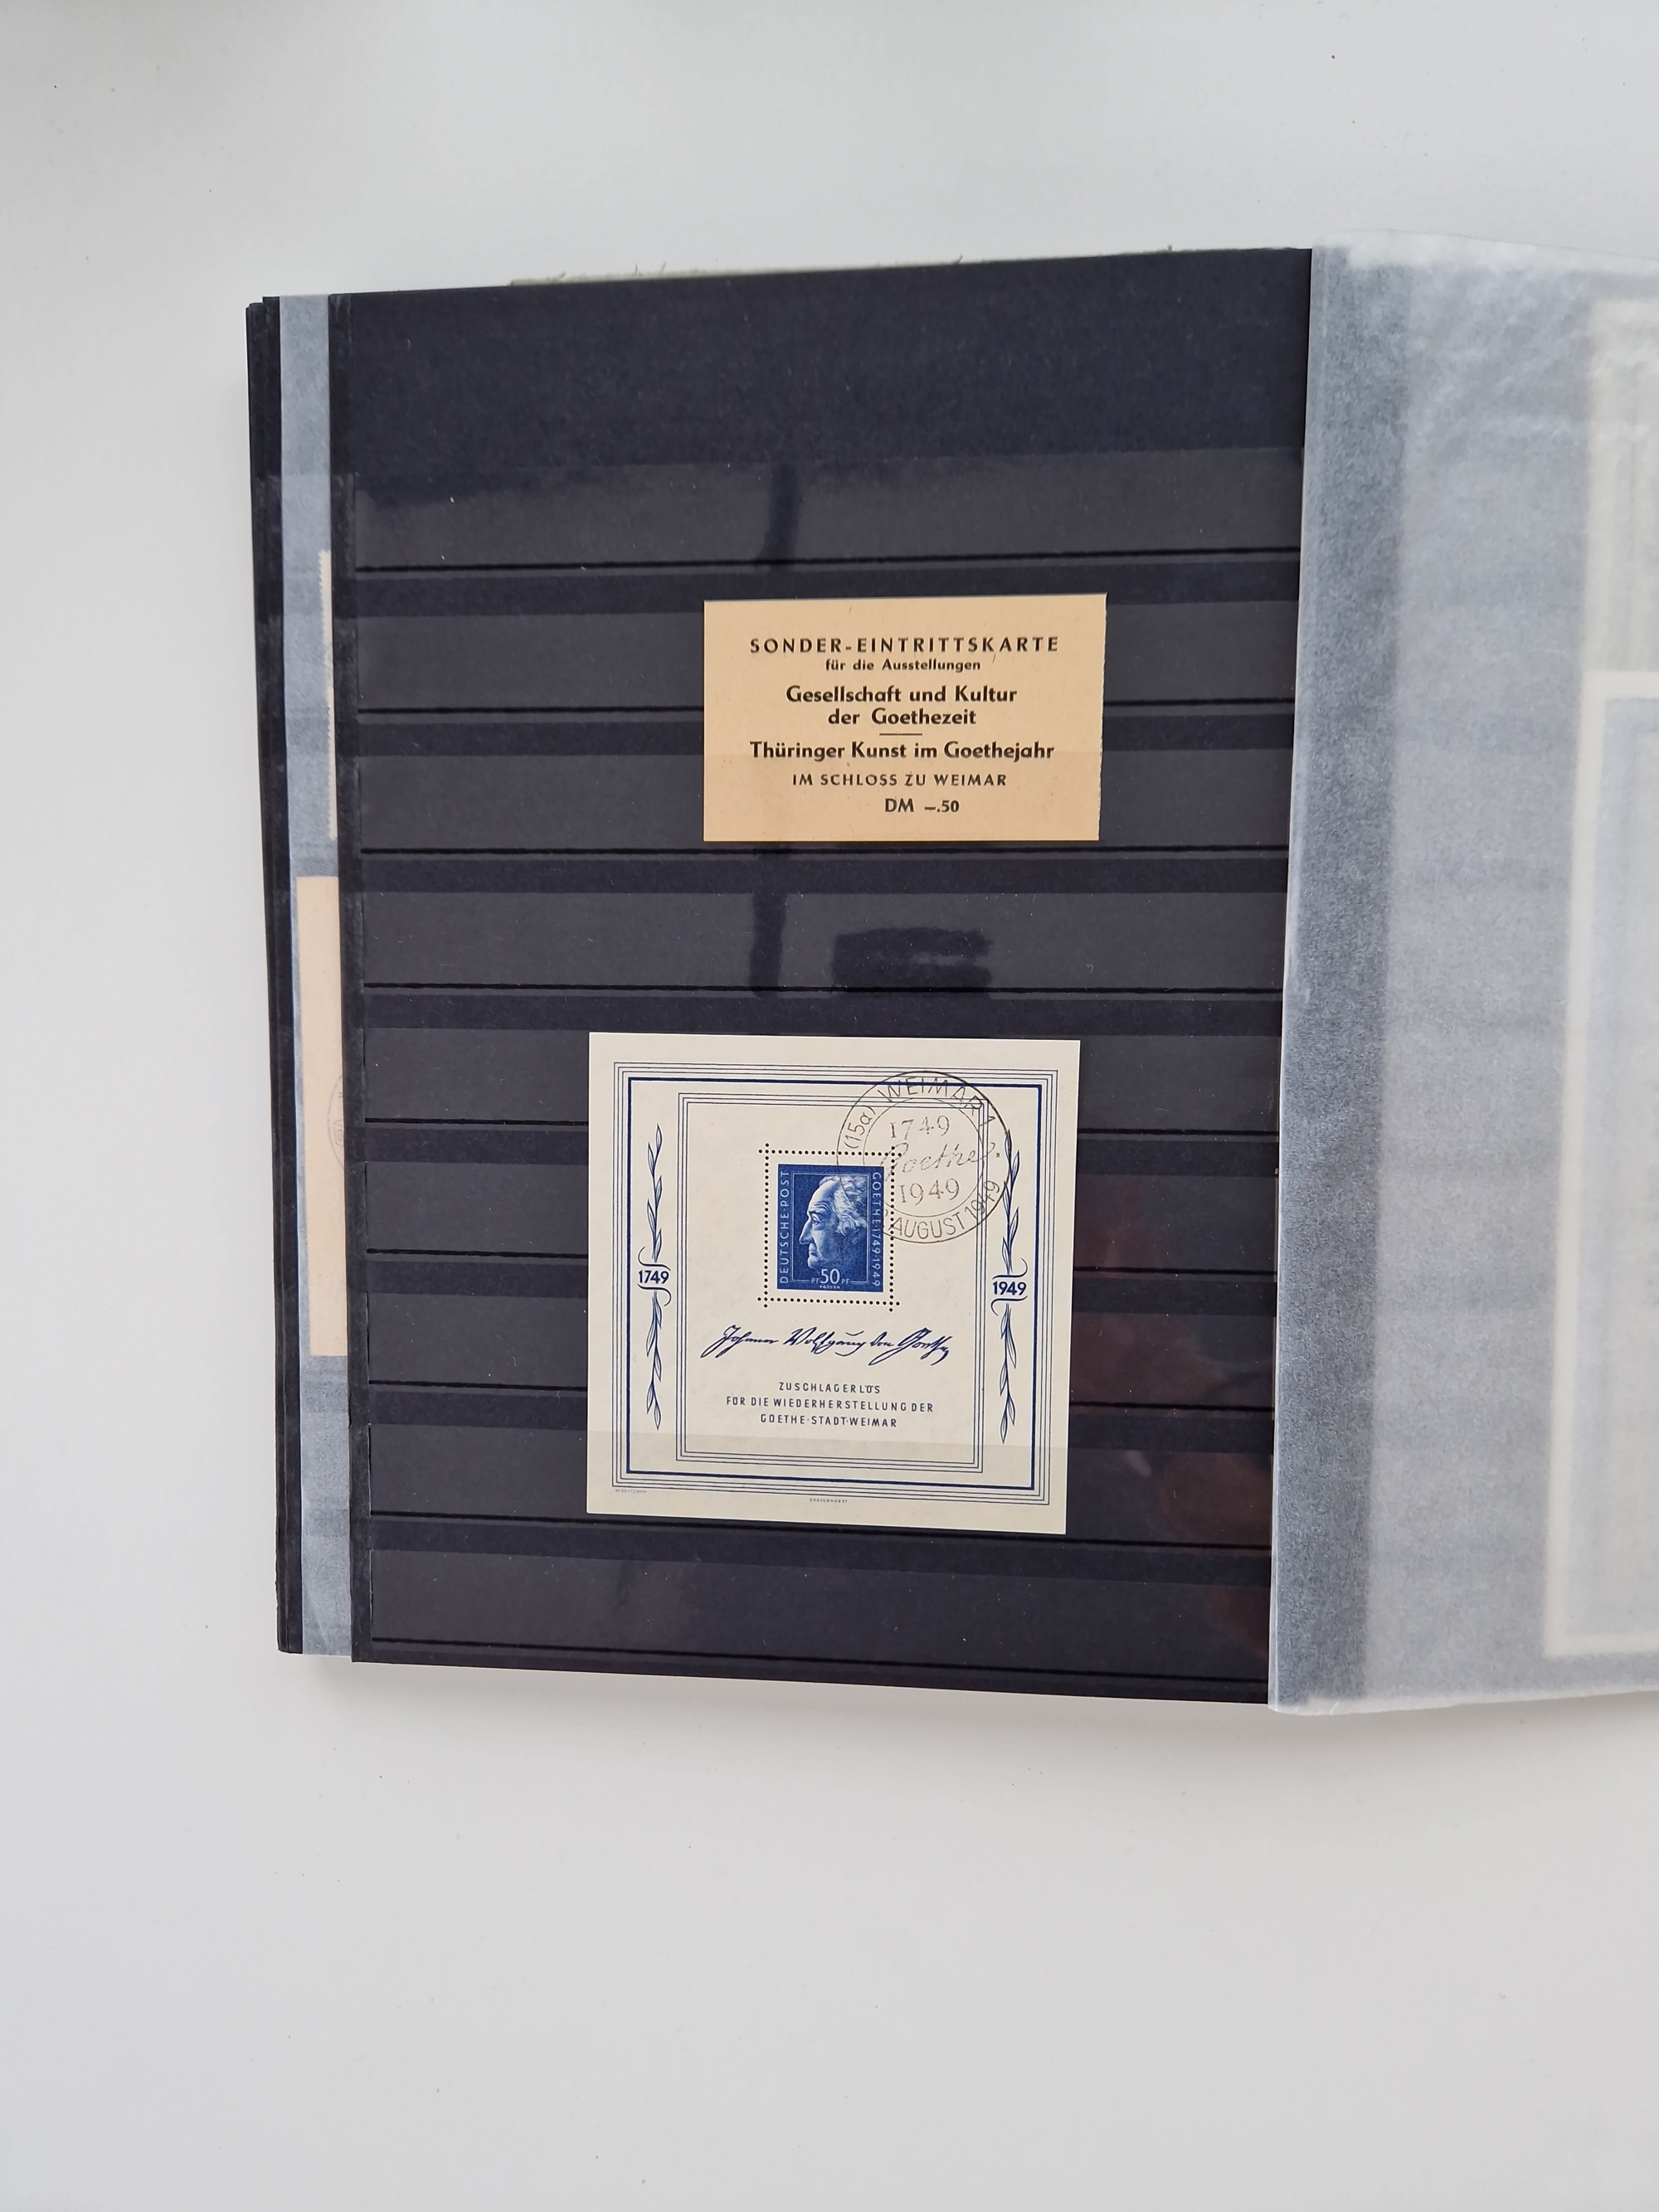 SONDER-EINTRITTSKARTE
für die Ausstellungen
Gesellschaft und Kultur
der Goethezeit
Thüringer Kunst im Goethejahr
IM SCHLOSS ZU WEIMAR
DM –.50
(15a) WEIMAR 1
1749
Goethe
1949
AUGUST 1949
DEUTSCHE·POST
GOETHE·1749·1949
PF 50 PF
1749
1949
Johann Wolfgang von Goethe
ZUSCHLAGERLÖS
FÜR DIE WIEDERHERSTELLUNG DER
GOETHE·STADT·WEIMAR